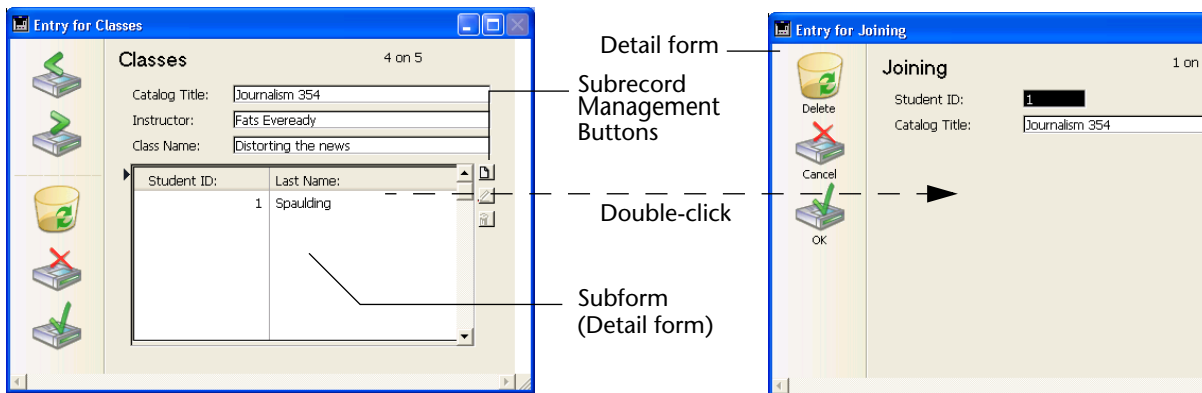 Entry for Classes
Classes
4 on 5
Catalog Title:
Journalism 354
Instructor:
Fats Eveready
Class Name:
Distorting the news
Student ID:
Last Name:
1
Spaulding
Detail form
Subrecord
Management
Buttons
Double-click
Subform
(Detail form)
Entry for Joining
Joining
1 on
Delete
Student ID:
1
Catalog Title:
Journalism 354
Cancel
OK